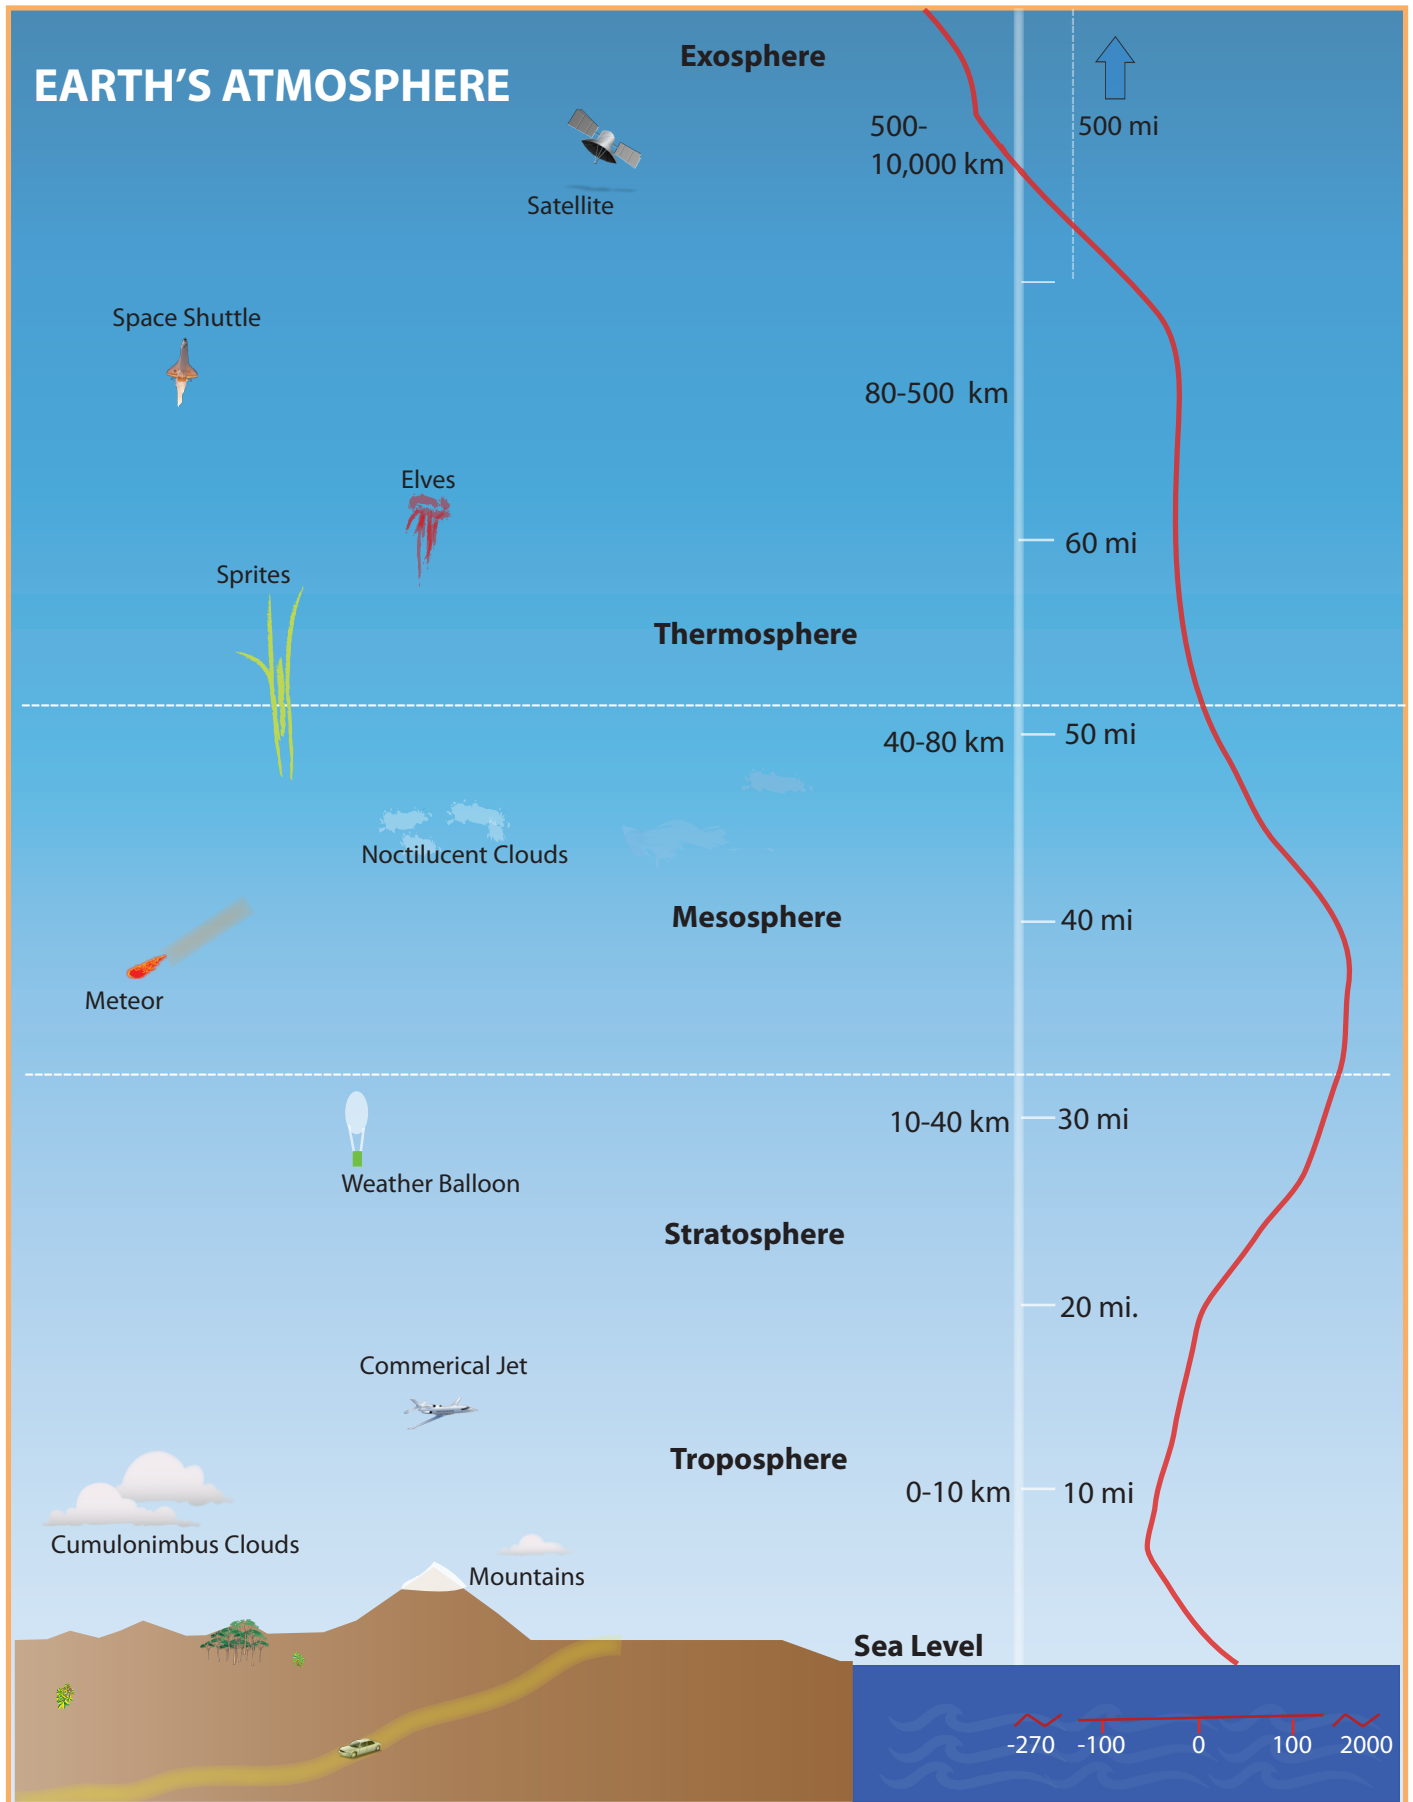 Exosphere
EARTH'S ATMOSPHERE
500-
10,000 km
500 mi
Satellite
Space Shuttle
80-500 km
Elves
60 mi
Sprites
Thermosphere
40-80 km
50 mi
Noctilucent Clouds
Mesosphere
40 mi
Meteor
10-40 km
30 mi
Weather Balloon
Stratosphere
20 mi.
Commerical Jet
Troposphere
0-10 km
10 mi
Cumulonimbus Clouds
Mountains
Sea Level
-270 -100 0 100 2000